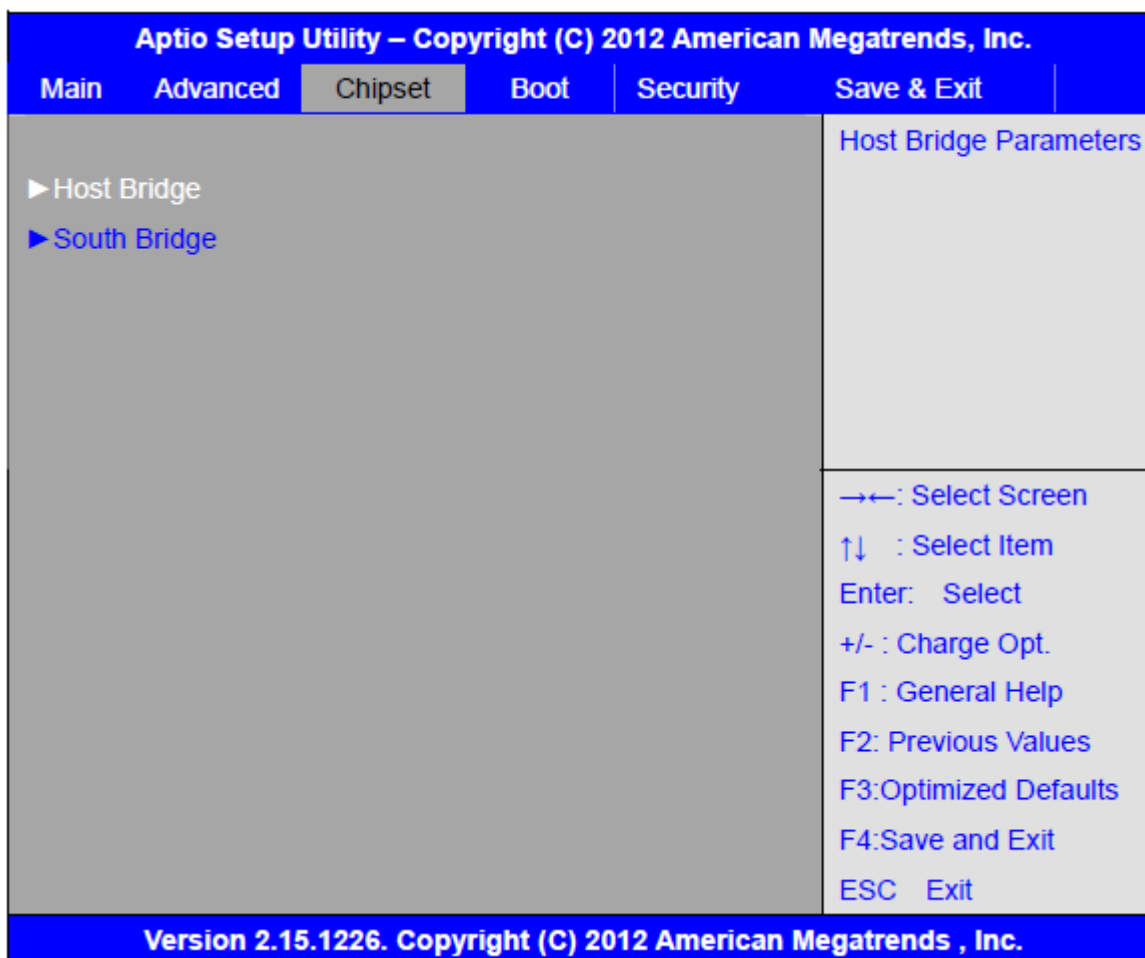 Aptio Setup Utility – Copyright (C) 2012 American Megatrends, Inc.
Main Advanced Chipset Boot Security Save & Exit
►Host Bridge
►South Bridge
Host Bridge Parameters
→←: Select Screen
↑↓ : Select Item
Enter: Select
+/- : Charge Opt.
F1 : General Help
F2: Previous Values
F3:Optimized Defaults
F4:Save and Exit
ESC Exit
Version 2.15.1226. Copyright (C) 2012 American Megatrends , Inc.